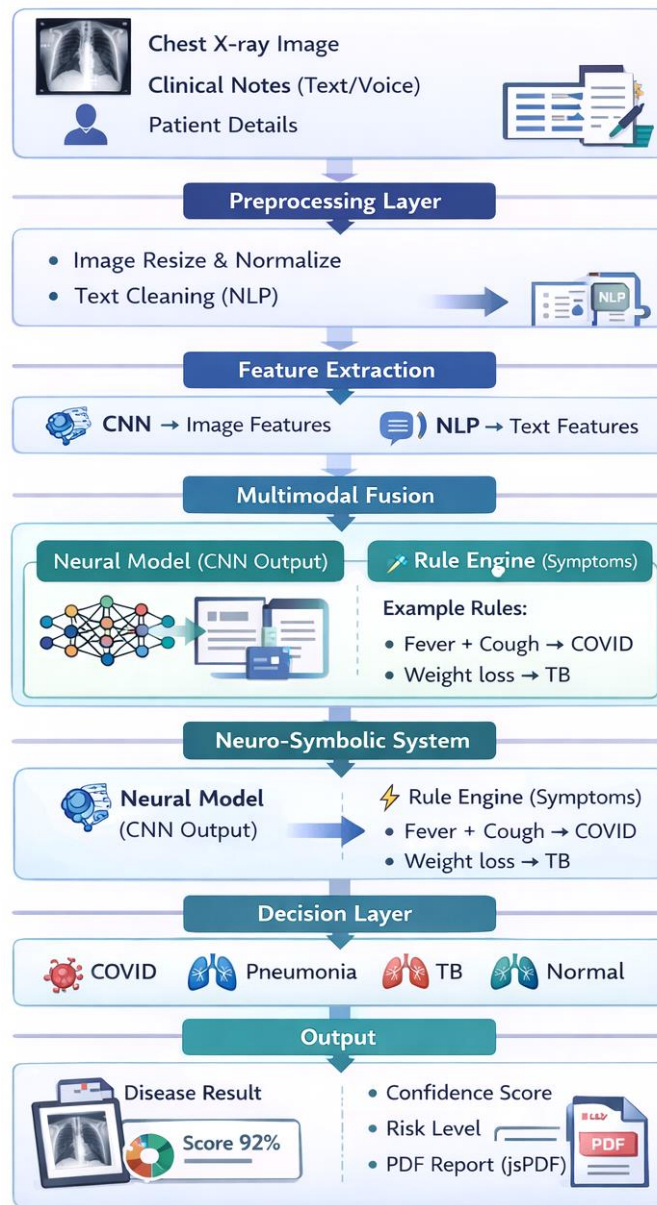 Chest X-ray Image
Clinical Notes (Text/Voice)
Patient Details
Preprocessing Layer
• Image Resize & Normalize
• Text Cleaning (NLP)
NLP
Feature Extraction
CNN → Image Features
NLP → Text Features
Multimodal Fusion
Neural Model (CNN Output)
Rule Engine (Symptoms)
Example Rules:
• Fever + Cough → COVID
• Weight loss → TB
Neuro-Symbolic System
Neural Model
(CNN Output)
Rule Engine (Symptoms)
• Fever + Cough → COVID
• Weight loss → TB
Decision Layer
COVID
Pneumonia
TB
Normal
Output
Disease Result
Score 92%
• Confidence Score
• Risk Level
• PDF Report (jsPDF)
PDF